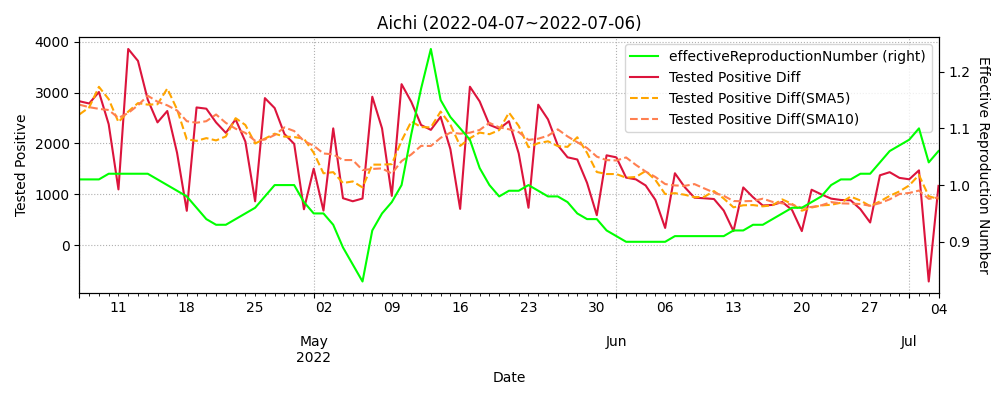 Aichi (2022-04-07~2022-07-06)
effectiveReproductionNumber (right)
Tested Positive Diff
Tested Positive Diff(SMA5)
Tested Positive Diff(SMA10)
Tested Positive
4000
3000
2000
1000
0
Effective Reproduction Number
1.2
1.1
1.0
0.9
11 18 25 02 09 16 23 30 06 13 20 27 04
May Jun Jul
2022
Date